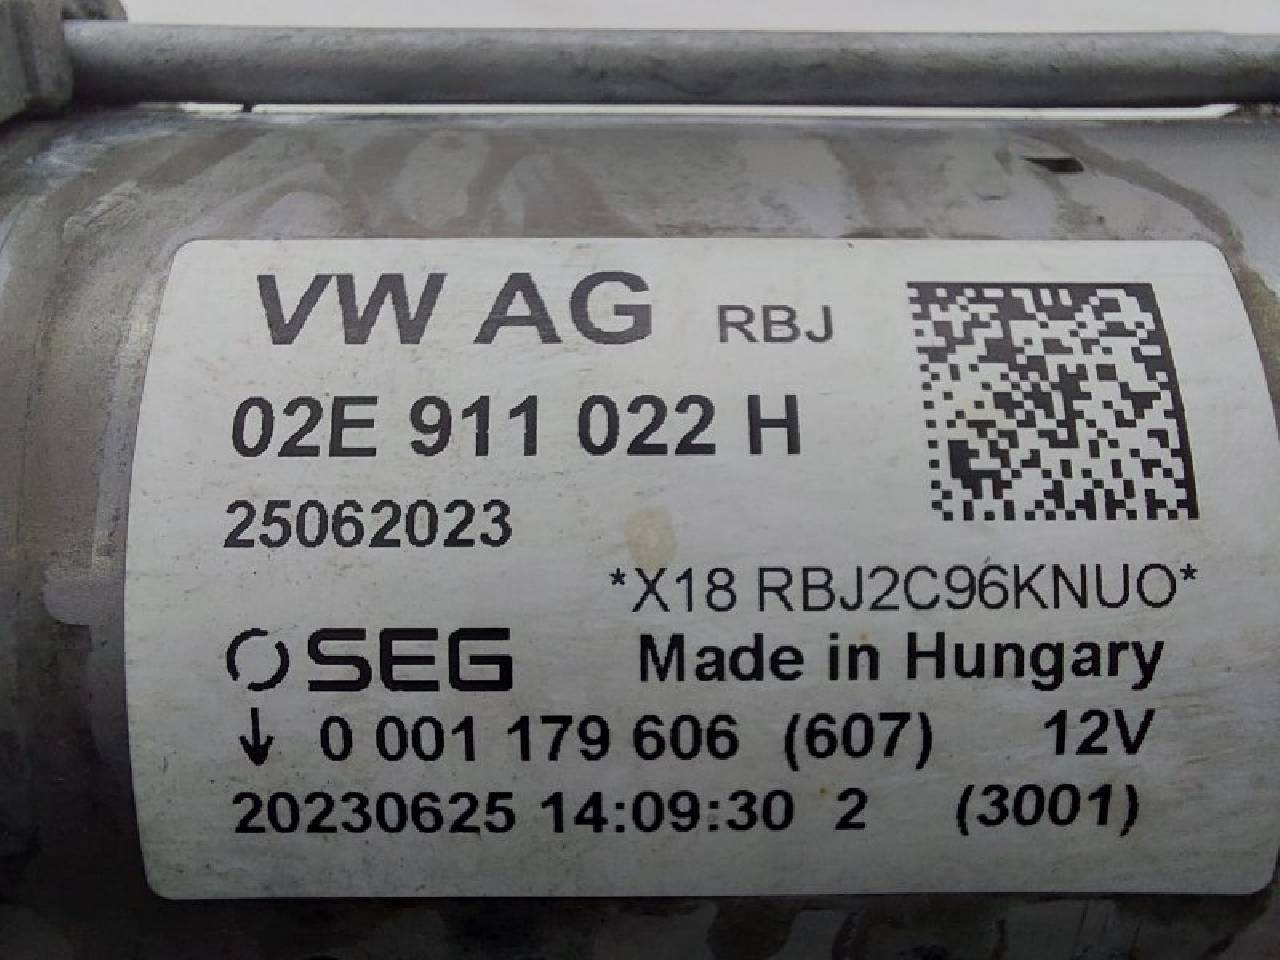 VW AG RBJ
02E 911 022 H
25062023
*X18 RBJ2C96KNUO*
SEG Made in Hungary
↓ 0 001 179 606 (607) 12V
20230625 14:09:30 2 (3001)